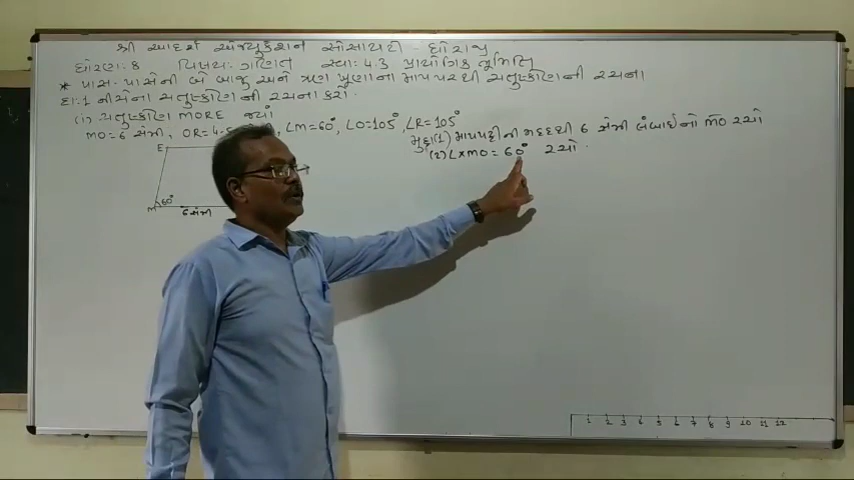 શ્રી આદર્શ એજ્યુકેશન સોસાયટી - ધોરાજી
ધોરણ: 8 વિષય: ગણિત સ્વા: 4.3 પ્રાયોગિક ભૂમિતિ
* પાસ-પાસેની બે બાજુ અને ત્રણ ખૂણાના માપ પરથી ચતુષ્કોણની રચના
દા:1 નીચેના ચતુષ્કોણની રચના કરો.
(i) ચતુષ્કોણ MORE જ્યાં
MO=6 સેમી, OR=4.5 ∠M=60°, ∠O=105°, ∠R=105°
મુદ્દા (1) માપપટ્ટીની મદદથી 6 સેમી લંબાઈનો MO રચો
(2) ∠XMO=60° રચો.
E
M 60°
6 સેમી
1 2 3 4 5 6 7 8 9 10 11 12